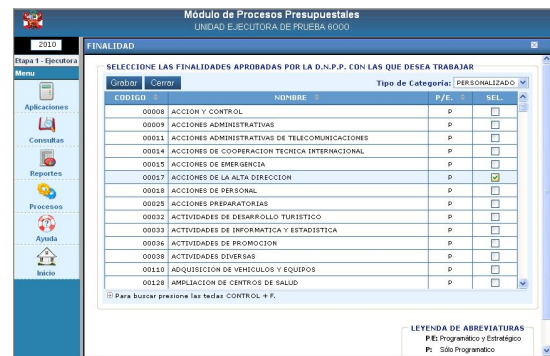 Módulo de Procesos Presupuestales
UNIDAD EJECUTORA DE PRUEBA 6000
2010
FINALIDAD
Etapa 1 - Ejecutora
Menu
Aplicaciones
Consultas
Reportes
Procesos
Ayuda
Inicio
SELECCIONE LAS FINALIDADES APROBADAS POR LA D.N.P.P. CON LAS QUE DESEA TRABAJAR
Grabar Cerrar Tipo de Categoría: PERSONALIZADO
CODIGO NOMBRE P/E. SEL.
00008 ACCION Y CONTROL P
00009 ACCIONES ADMINISTRATIVAS P
00011 ACCIONES ADMINISTRATIVAS DE TELECOMUNICACIONES P
00014 ACCIONES DE COOPERACION TECNICA INTERNACIONAL P
00015 ACCIONES DE EMERGENCIA P
00017 ACCIONES DE LA ALTA DIRECCION P
00018 ACCIONES DE PERSONAL P
00025 ACCIONES PREPARATORIAS P
00032 ACTIVIDADES DE DESARROLLO TURISTICO P
00033 ACTIVIDADES DE INFORMATICA Y ESTADISTICA P
00036 ACTIVIDADES DE PROMOCION P
00038 ACTIVIDADES DIVERSAS P
00110 ADQUISICION DE VEHICULOS Y EQUIPOS P
00128 AMPLIACION DE CENTROS DE SALUD P
Para buscar presione las teclas CONTROL + F.
LEYENDA DE ABREVIATURAS
P/E: Programático y Estratégico
P: Sólo Programatico